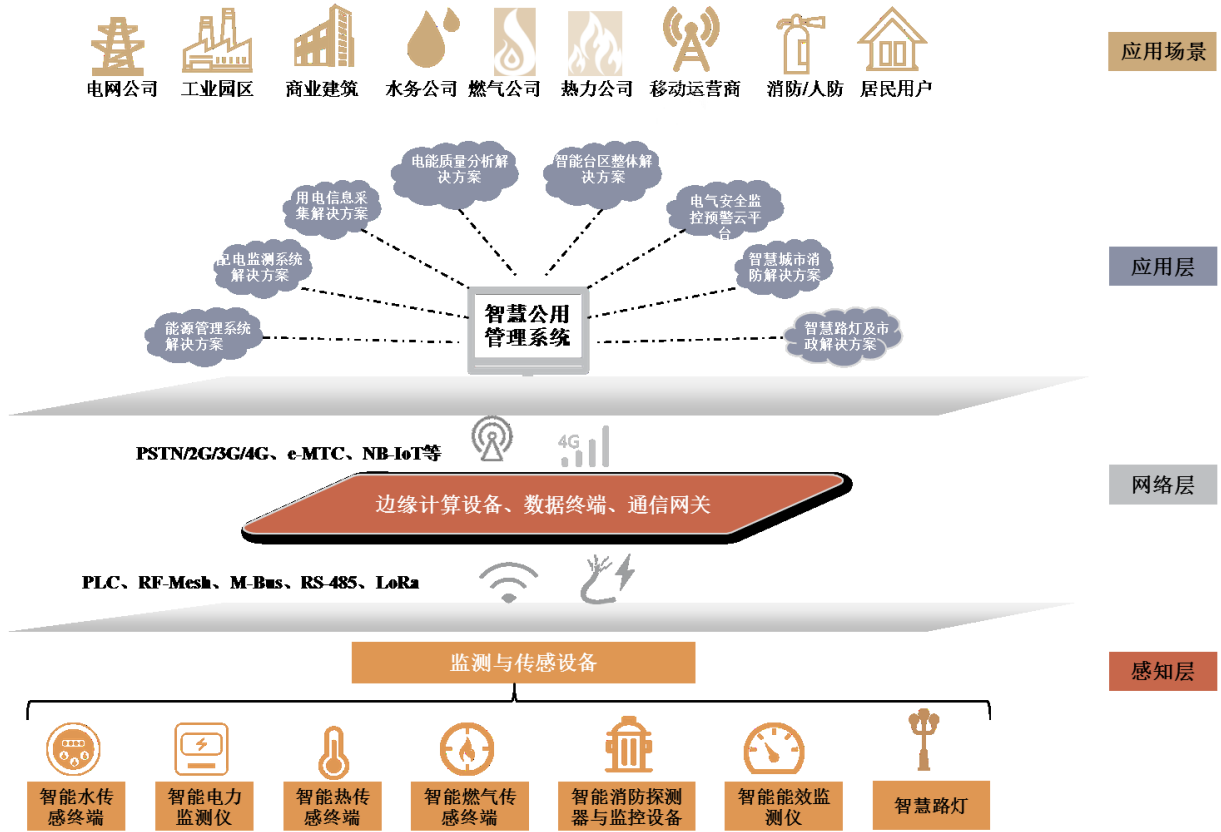 电网公司
工业园区
商业建筑
水务公司
燃气公司
热力公司
移动运营商
消防/人防
居民用户
应用场景
电能质量分析解
决方案
智能台区整体解
决方案
用电信息采
集解决方案
电气安全监
控预警云平
台
配电监测系统
解决方案
智慧城市消
防解决方案
应用层
能源管理系统
解决方案
智慧公用
管理系统
智慧路灯及市
政解决方案
PSTN/2G/3G/4G、e-MTC、NB-IoT等
4G
网络层
边缘计算设备、数据终端、通信网关
PLC、RF-Mesh、M-Bus、RS-485、LoRa
监测与传感设备
感知层
智能水传
感终端
智能电力
监测仪
智能热传
感终端
智能燃气传
感终端
智能消防探测
器与监控设备
智能能效监
测仪
智慧路灯